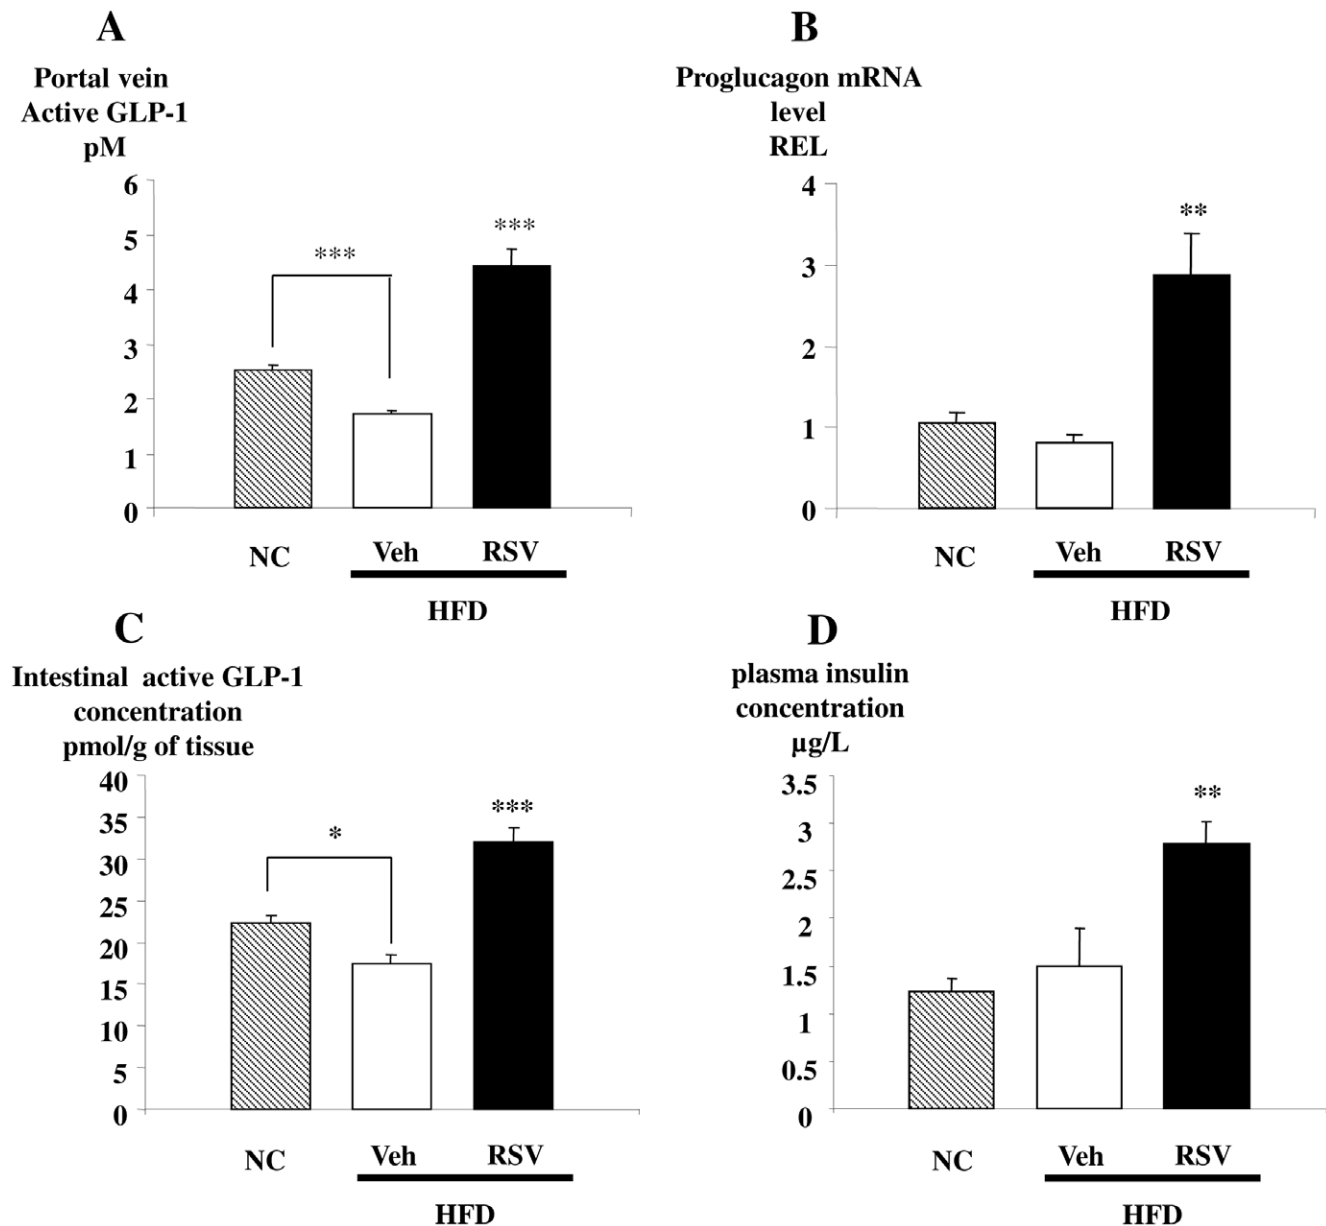 A
Portal vein
Active GLP-1
pM
6
5
4
3
2
1
0
***
***
NC
Veh
RSV
HFD
B
Proglucagon mRNA
level
REL
4
3
2
1
0
**
NC
Veh
RSV
HFD
C
Intestinal active GLP-1
concentration
pmol/g of tissue
40
35
30
25
20
15
10
5
0
*
***
NC
Veh
RSV
HFD
D
plasma insulin
concentration
µg/L
3.5
3
2.5
2
1.5
1
0.5
0
**
NC
Veh
RSV
HFD